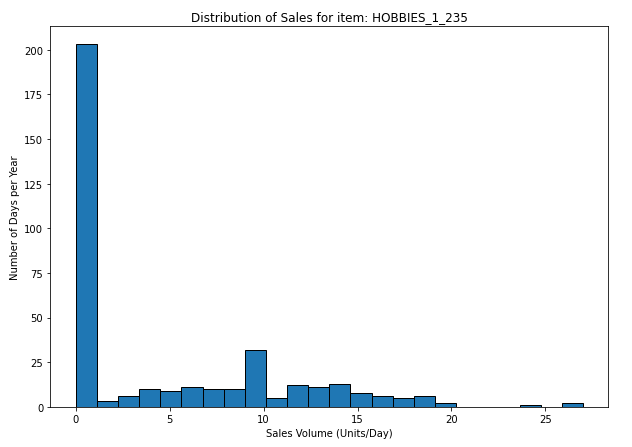 Distribution of Sales for item: HOBBIES_1_235
Number of Days per Year
200
175
150
125
100
75
50
25
0
0 5 10 15 20 25
Sales Volume (Units/Day)